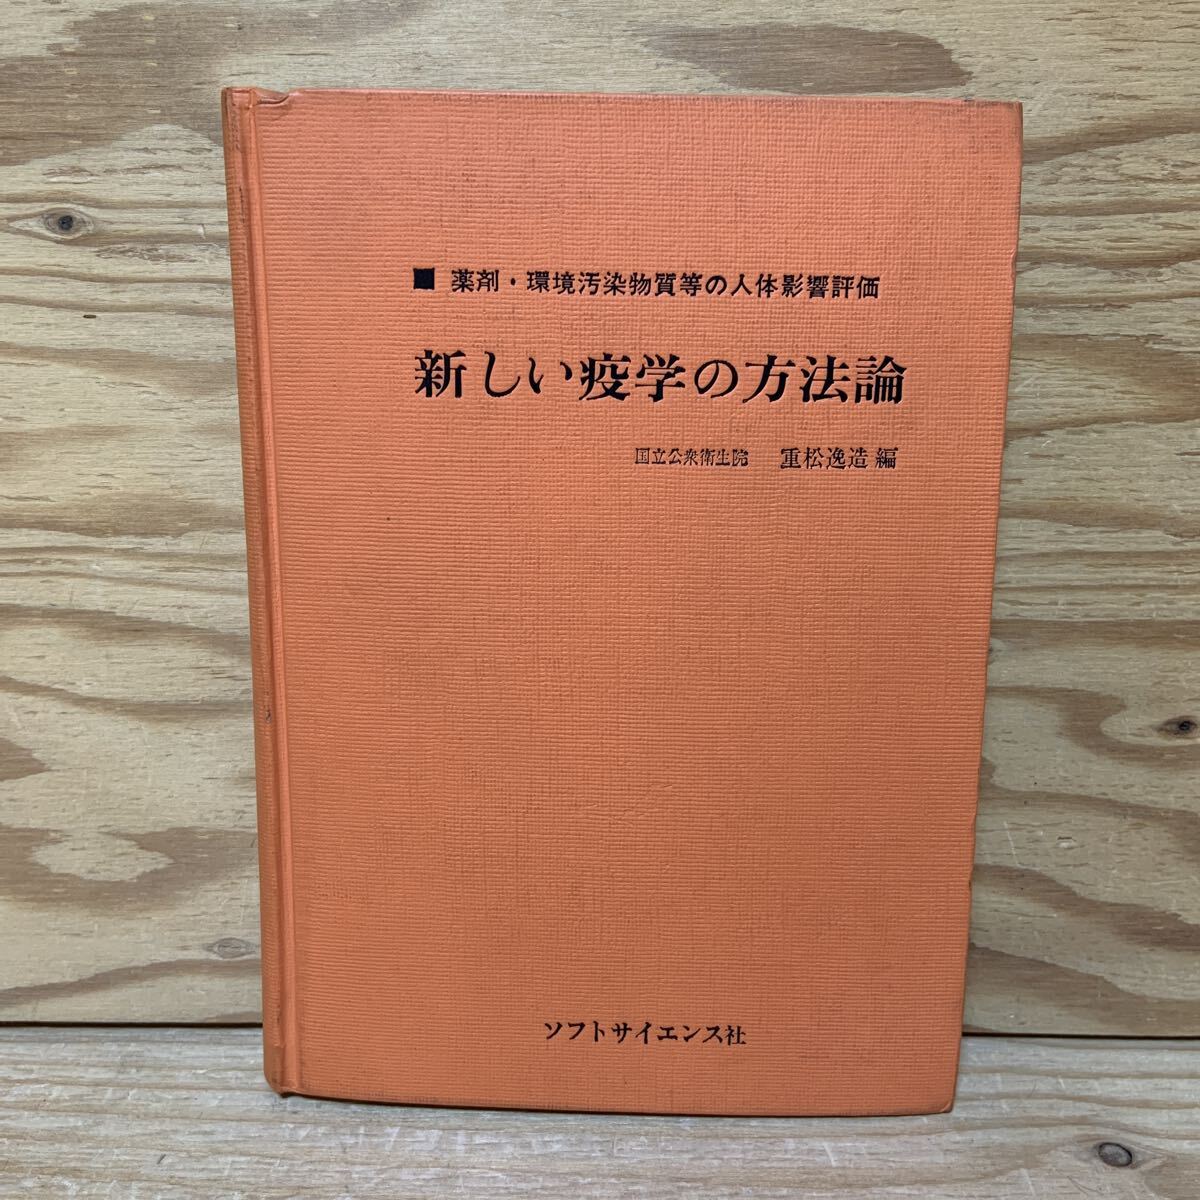 ■ 薬剤・環境汚染物質等の人体影響評価
新しい疫学の方法論
国立公衆衛生院 重松逸造編
ソフトサイエンス社